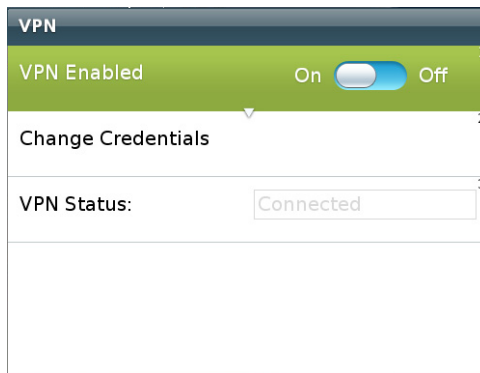 VPN
VPN Enabled On Off
Change Credentials
VPN Status: Connected